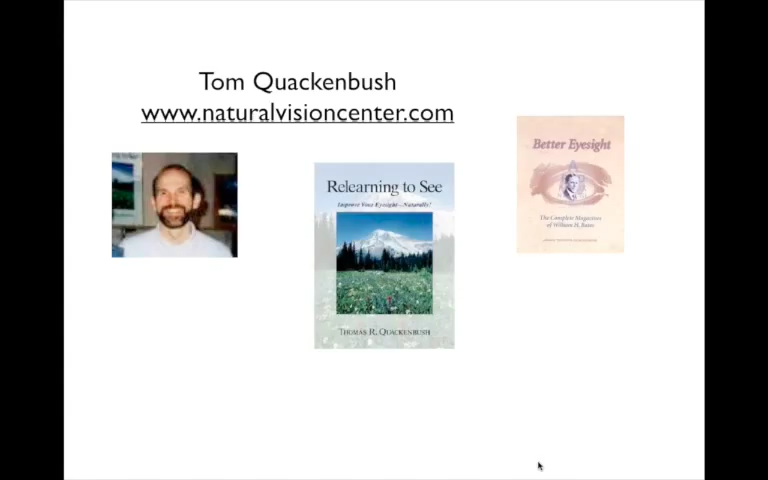 Tom Quackenbush
www.naturalvisioncenter.com
Relearning to See
Improve Your Eyesight—Naturally!
THOMAS R. QUACKENBUSH
Better Eyesight
The Complete Magazines
of William H. Bates